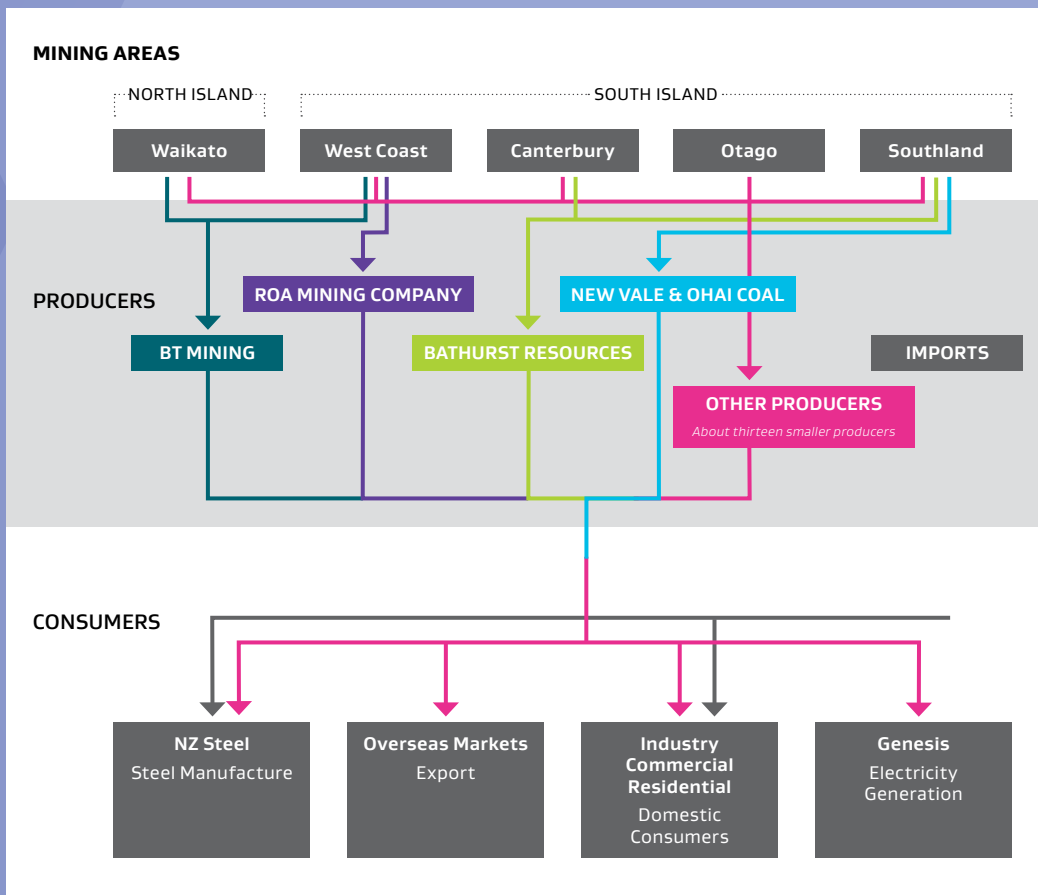 MINING AREAS
NORTH ISLAND
SOUTH ISLAND
Waikato
West Coast
Canterbury
Otago
Southland
PRODUCERS
ROA MINING COMPANY
NEW VALE & OHAI COAL
BT MINING
BATHURST RESOURCES
IMPORTS
OTHER PRODUCERS
About thirteen smaller producers
CONSUMERS
NZ Steel
Steel Manufacture
Overseas Markets
Export
Industry
Commercial
Residential
Domestic
Consumers
Genesis
Electricity
Generation